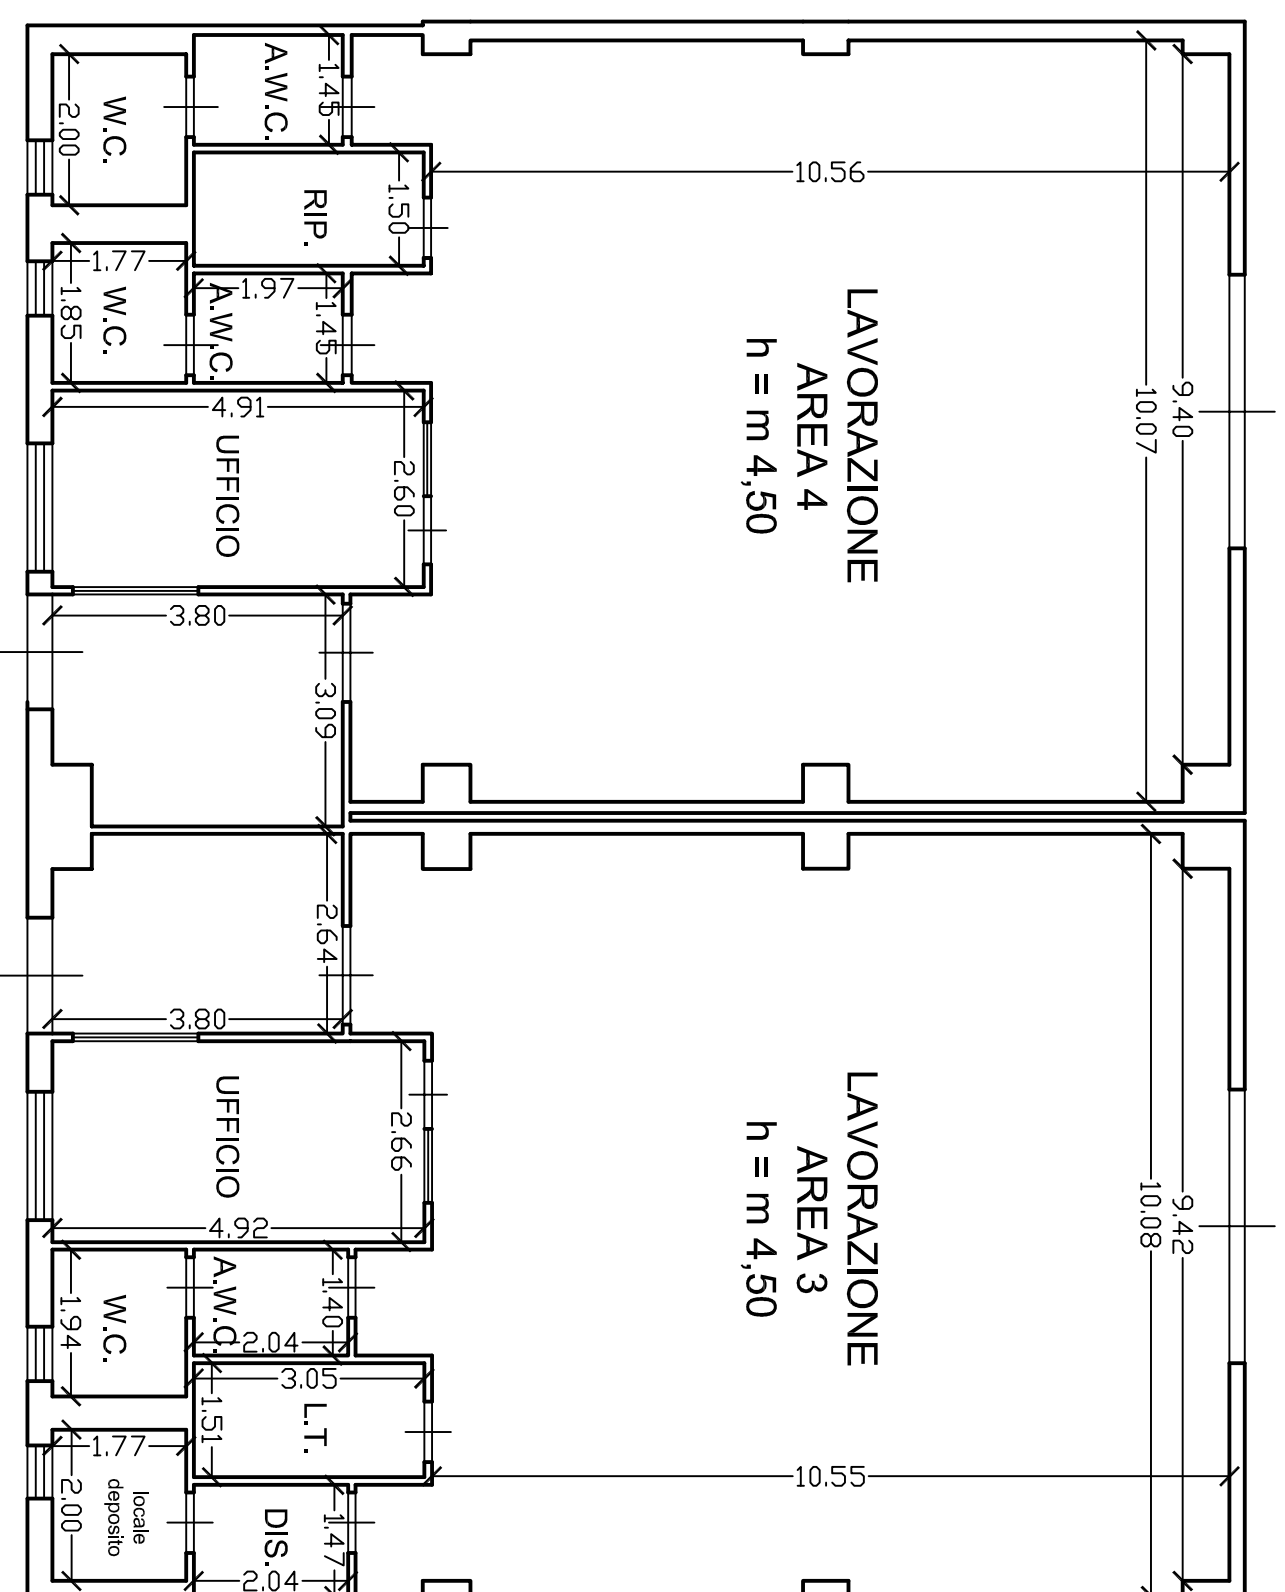 A.W.C.
1.45
W.C.
2.00
10.56
RIP.
1.50
1.77
1.97
W.C.
1.85
A.W.C.
1.45
LAVORAZIONE
AREA 4
h = m 4,50
9.40
10.07
4.91
UFFICIO
2.60
3.80
3.09
2.64
3.80
LAVORAZIONE
AREA 3
h = m 4,50
9.42
10.08
UFFICIO
2.66
4.92
A.W.C.
1.40
W.C.
1.94
2.04
3.05
L.T.
1.51
1.77
10.55
locale
deposito
2.00
DIS.
1.47
2.04